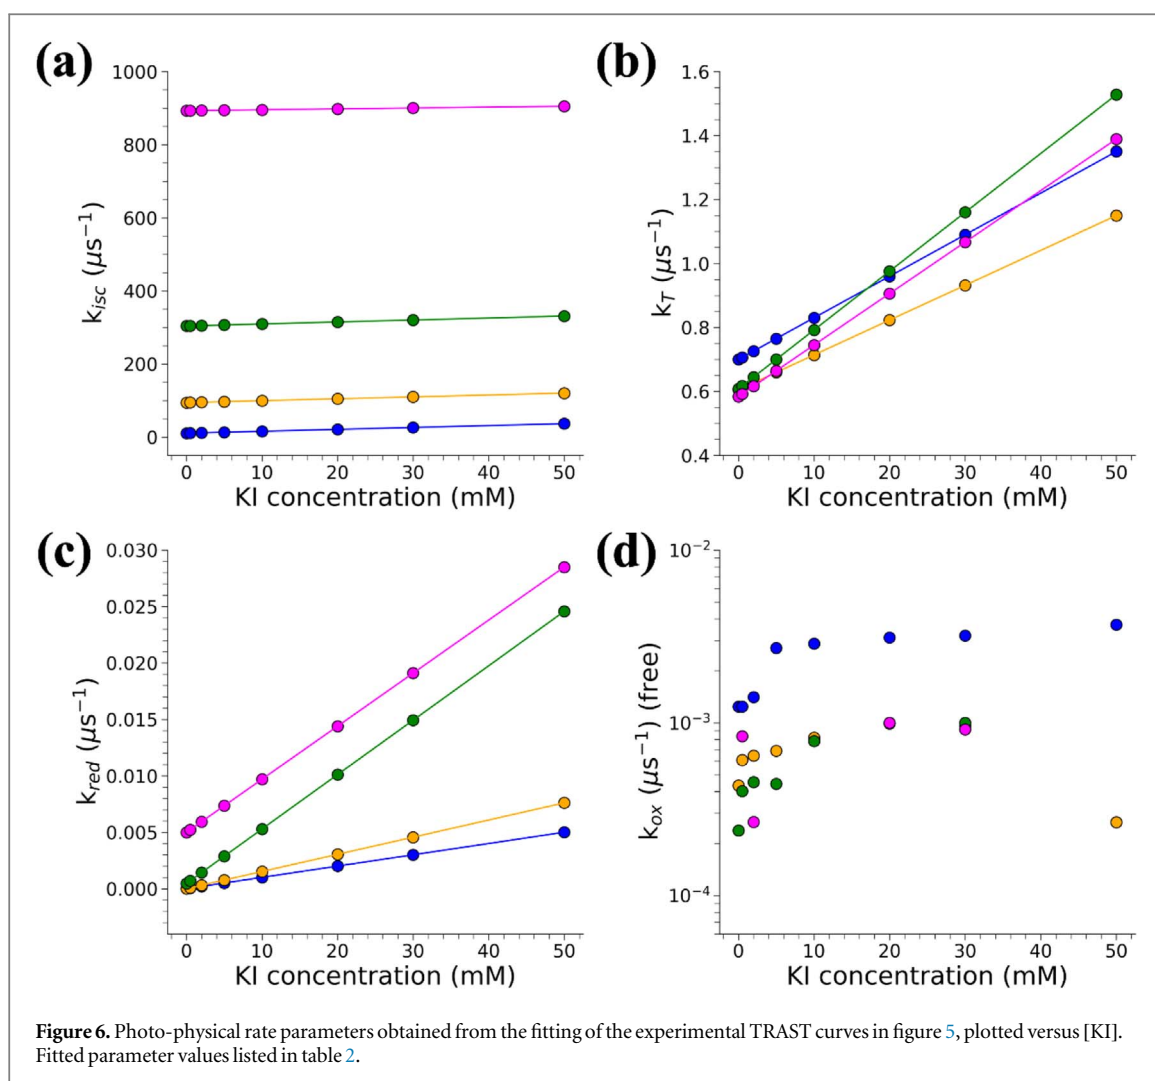 (a)
1000
800
600
400
200
0
k_isc (μs⁻¹)
0 10 20 30 40 50
KI concentration (mM)
(b)
1.6
1.4
1.2
1.0
0.8
0.6
0.4
k_T (μs⁻¹)
0 10 20 30 40 50
KI concentration (mM)
(c)
0.030
0.025
0.020
0.015
0.010
0.005
0.000
k_red (μs⁻¹)
0 10 20 30 40 50
KI concentration (mM)
(d)
10⁻²
10⁻³
10⁻⁴
k_ox (μs⁻¹) (free)
0 10 20 30 40 50
KI concentration (mM)
Figure 6. Photo-physical rate parameters obtained from the fitting of the experimental TRAST curves in figure 5, plotted versus [KI].
Fitted parameter values listed in table 2.